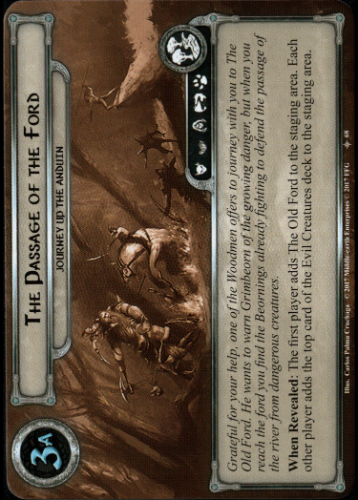 3A
The Passage of the Ford
Journey up the Anduin
Grateful for your help, one of the Woodmen offers to journey with you to The
Old Ford. He wants to warn Grimbeorn of the growing danger, but when you
reach the ford you find the Beornings already fighting to defend the passage of
the river from dangerous creatures.
When Revealed: The first player adds The Old Ford to the staging area. Each
other player adds the top card of the Evil Creatures deck to the staging area.
Illus. Carlos Palma Cruchaga © 2017 Middle-earth Enterprises © 2017 FFG 68